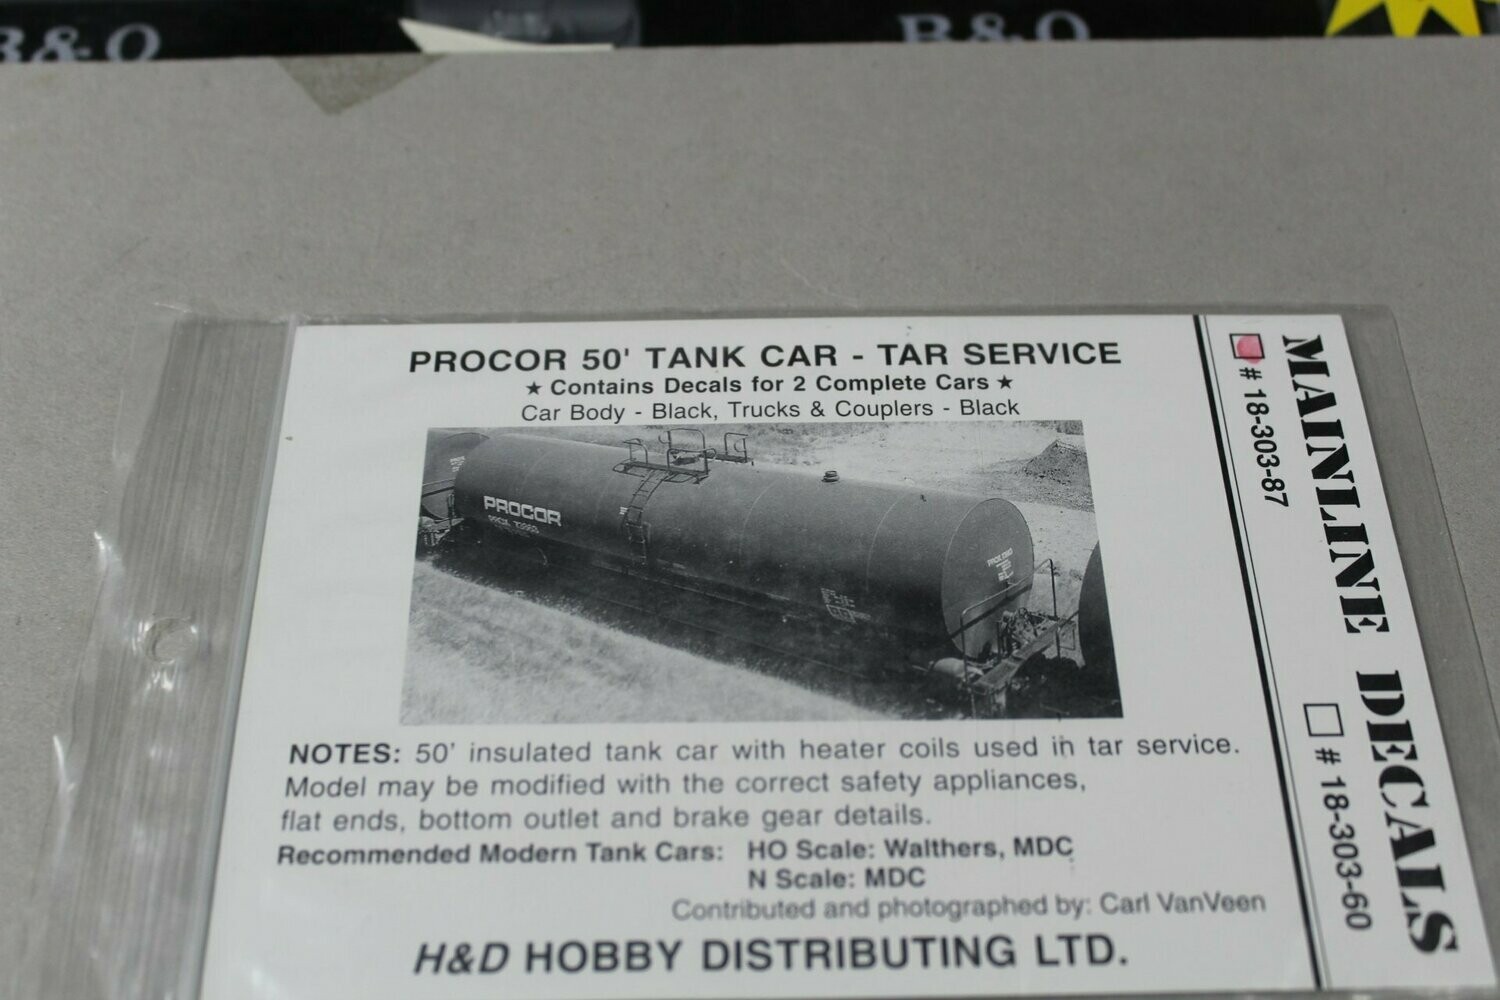 B&O
B&O
PROCOR 50' TANK CAR - TAR SERVICE
★ Contains Decals for 2 Complete Cars ★
Car Body - Black, Trucks & Couplers - Black
PROCOR
NOTES: 50' insulated tank car with heater coils used in tar service.
Model may be modified with the correct safety appliances,
flat ends, bottom outlet and brake gear details.
Recommended Modern Tank Cars: HO Scale: Walthers, MDC
N Scale: MDC
Contributed and photographed by: Carl VanVeen
H&D HOBBY DISTRIBUTING LTD.
MAINLINE DECALS
# 18-303-87
# 18-303-60